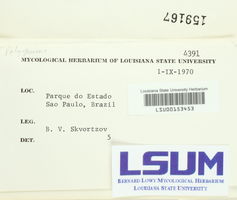 159167
4391
MYCOLOGICAL HERBARIUM OF LOUISIANA STATE UNIVERSITY
1-IX-1970
LOC. Parque do Estado
Sao Paulo, Brazil
Louisiana State University Herbarium
LSU00153453
LEG. B. V. Skvortzov
DET. 5
LSUM
BERNARD LOWY MYCOLOGICAL HERBARIUM
LOUISIANA STATE UNIVERSITY